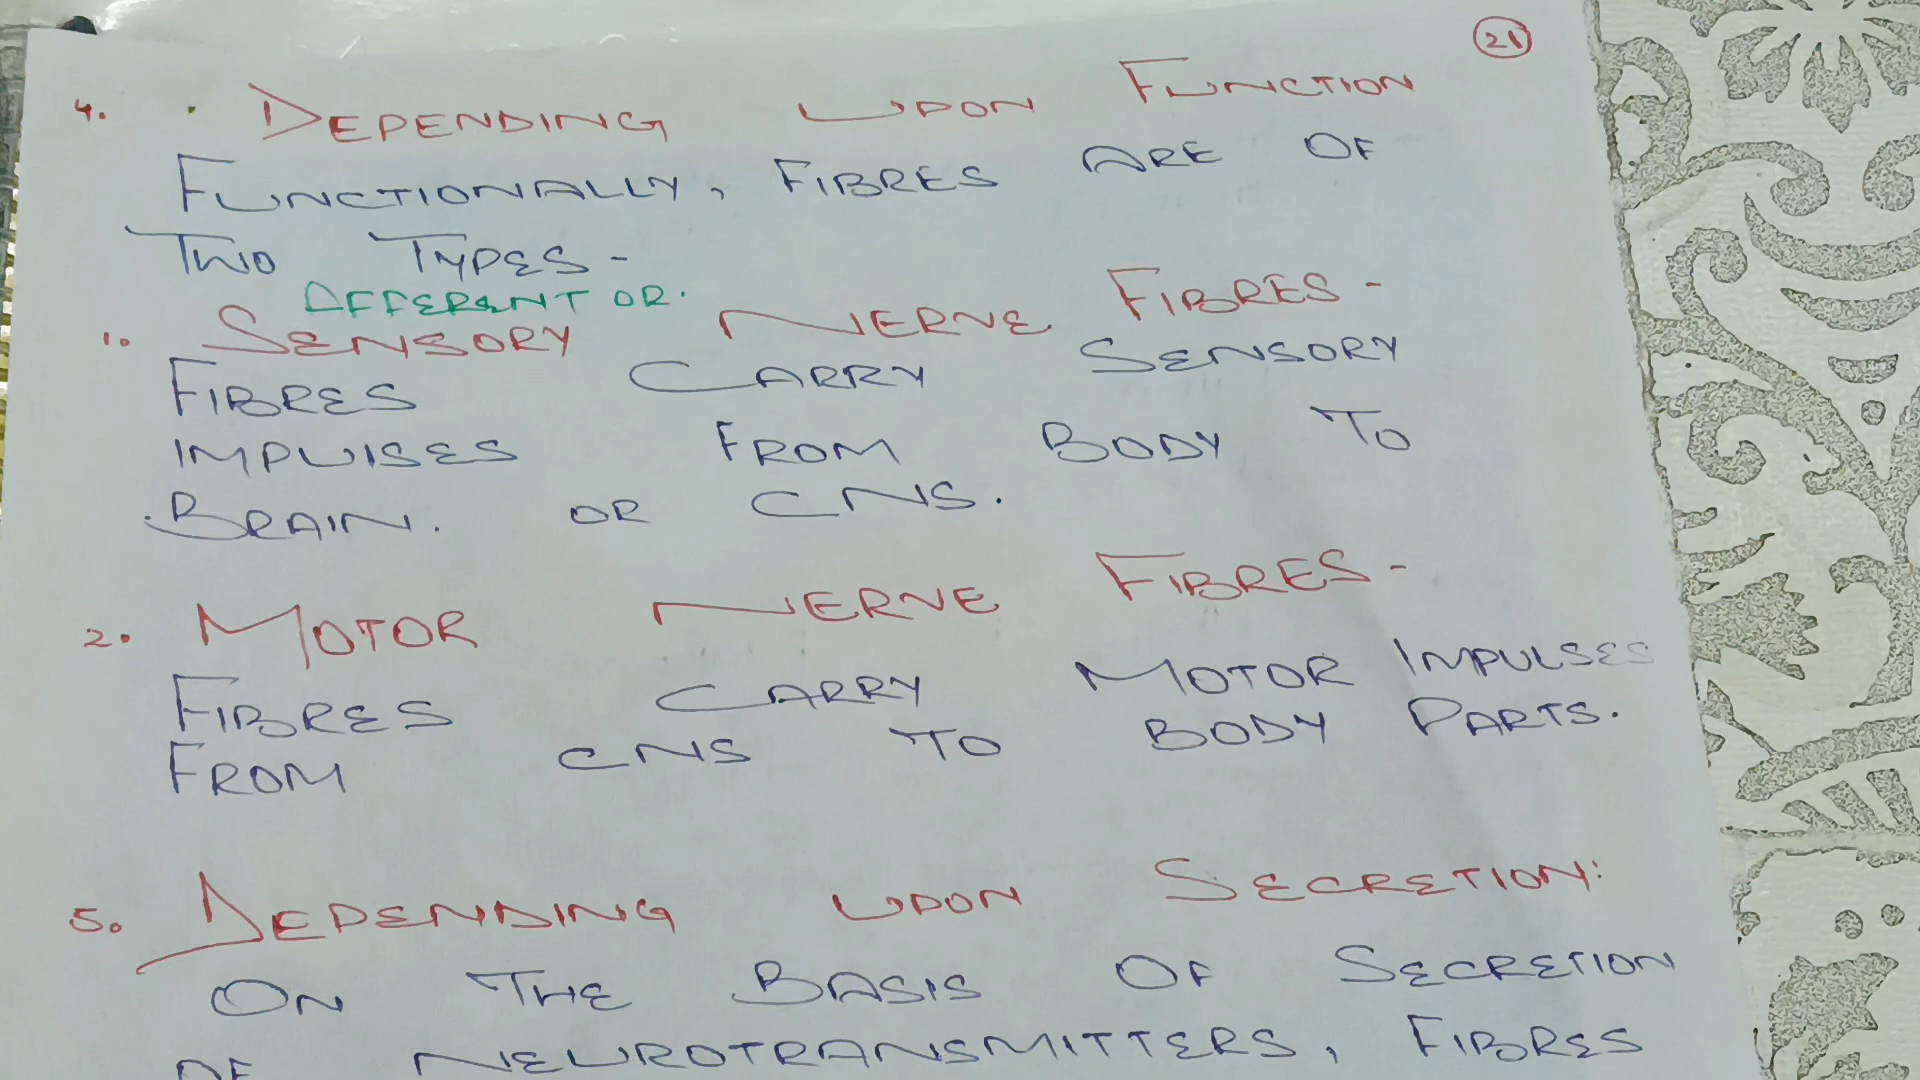 21
4. DEPENDING UPON FUNCTION
FUNCTIONALLY, FIBRES ARE OF
TWO TYPES-
AFFERENT OR.
1. SENSORY NERVE FIBRES-
FIBRES CARRY SENSORY
IMPULSES FROM BODY TO
BRAIN. OR CNS.
2. MOTOR NERVE FIBRES-
FIBRES CARRY MOTOR IMPULSES
FROM CNS TO BODY PARTS.
5. DEPENDING UPON SECRETION:
ON THE BASIS OF SECRETION
OF NEUROTRANSMITTERS, FIBRES